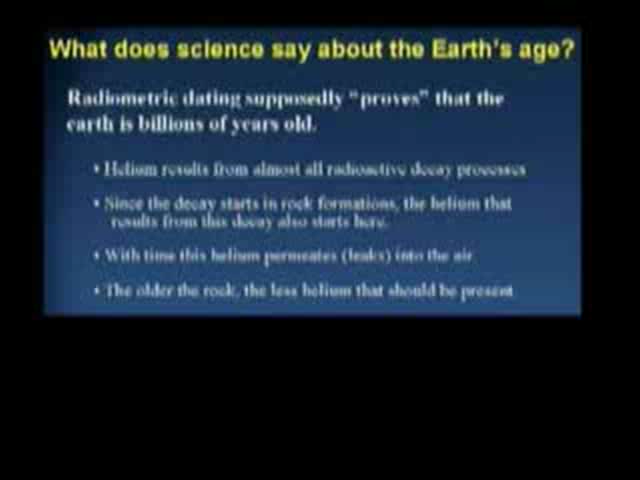 What does science say about the Earth's age?
Radiometric dating supposedly “proves” that the
earth is billions of years old.
• Helium results from almost all radioactive decay processes
• Since the decay starts in rock formations, the helium that
results from this decay also starts here.
• With time this helium permeates (leaks) into the air
• The older the rock, the less helium that should be present